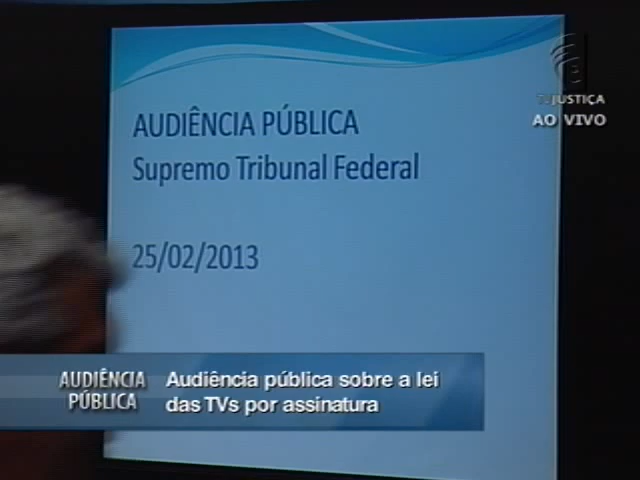 AUDIÊNCIA PÚBLICA
Supremo Tribunal Federal
25/02/2013
TVJUSTIÇA
AO VIVO
AUDIÊNCIA
PÚBLICA
Audiência pública sobre a lei
das TVs por assinatura